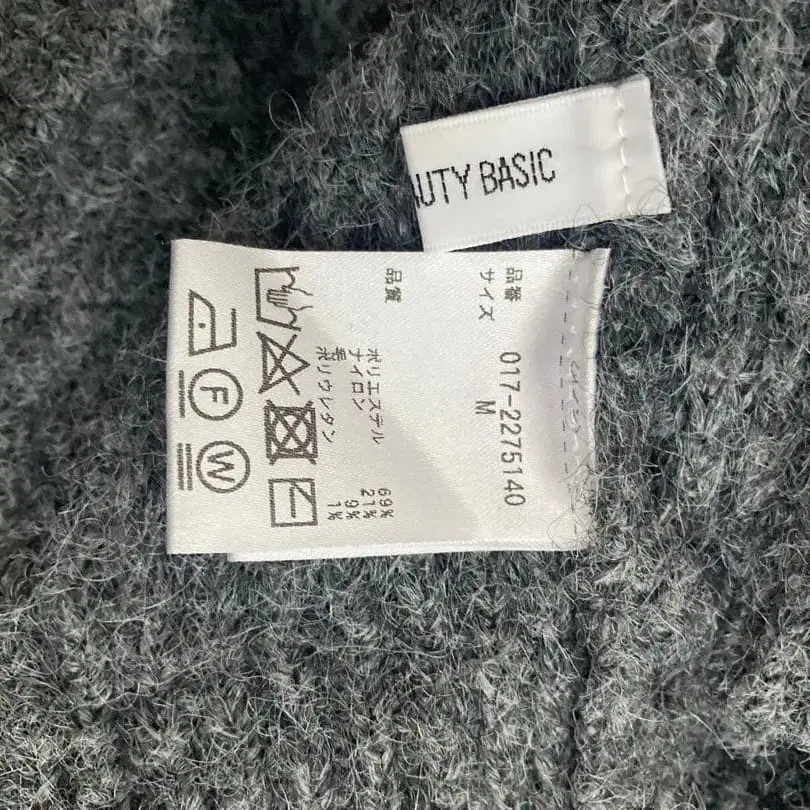 AUTY BASIC
品番 017-2275140
サイズ M
品質
ポリエステル 69%
ナイロン 21%
毛 9%
ポリウレタン 1%
F
W